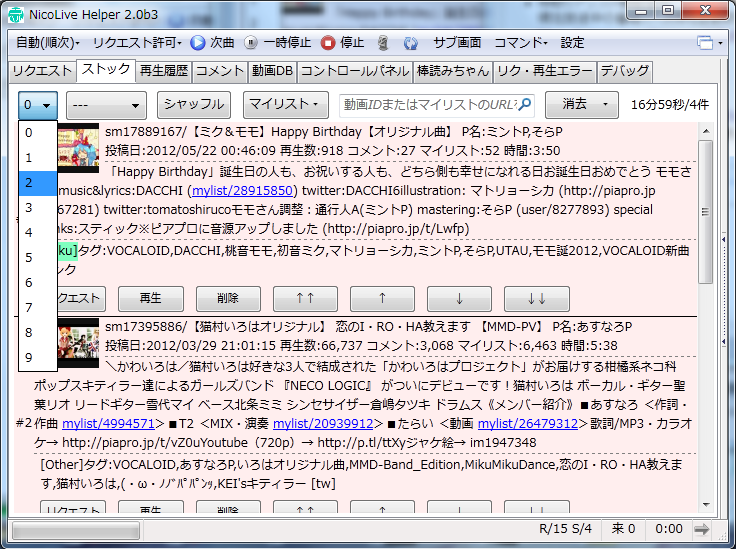 NicoLive Helper 2.0b3
自動(順次) リクエスト許可 次曲 一時停止 停止 サブ画面 コマンド 設定
リクエスト ストック 再生履歴 コメント 動画DB コントロールパネル 棒読みちゃん リク・再生エラー デバッグ
0 --- シャッフル マイリスト 動画IDまたはマイリストのURLを 消去 16分59秒/4件
0
1
2
3
4
5
6
7
8
9
sm17889167/【ミク＆モモ】Happy Birthday【オリジナル曲】 P名:ミントP,そらP
投稿日:2012/05/22 00:46:09 再生数:918 コメント:27 マイリスト:52 時間:3:50
「Happy Birthday」誕生日の人も、お祝いする人も、どちら側も幸せになれる日お誕生日おめでとう モモさ
music&lyrics:DACCHI (mylist/28915850) twitter:DACCHI6illustration: マトリョーシカ (http://piapro.jp
67281) twitter:tomatoshirucoモモさん調整：通行人A(ミントP) mastering:そらP (user/8277893) special
nks:スティック※ピアプロに音源アップしました (http://piapro.jp/t/Lwfp)
ku]タグ:VOCALOID,DACCHI,桃音モモ,初音ミク,マトリョーシカ,ミントP,そらP,UTAU,モモ誕2012,VOCALOID新曲
ンク
クエスト 再生 削除 ↑↑ ↑ ↓ ↓↓
sm17395886/【猫村いろはオリジナル】 恋のI・RO・HA教えます 【MMD-PV】 P名:あすなろP
投稿日:2012/03/29 21:01:15 再生数:66,737 コメント:3,068 マイリスト:6,463 時間:5:38
＼かわいろは／猫村いろは好きな3人で結成された「かわいろはプロジェクト」がお届けする柑橘系ネコ科
ポップスキティラー達によるガールズバンド 『NECO LOGIC』 がついにデビューです！猫村いろは ボーカル・ギター聖
葉リオ リードギター雪代マイ ベース北条ミミ シンセサイザー倉嶋タツキ ドラムス《メンバー紹介》■あすなろ ＜作詞・
#2 作曲 mylist/4994571＞■T2 ＜MIX・演奏 mylist/20939912＞■たらい ＜動画 mylist/26479312＞歌詞/MP3・カラオ
ケ→ http://piapro.jp/t/vZ0uYoutube（720p）→ http://p.tl/ttXyジャケ絵→ im1947348
[Other]タグ:VOCALOID,あすなろP,いろはオリジナル曲,MMD-Band_Edition,MikuMikuDance,恋のI・RO・HA教えま
す,猫村いろは,(・ω・ノノﾞﾊﾟﾊﾟﾝｯ,KEI'sキティラー [tw]
リクエスト 再生 削除 ↑↑ ↑ ↓ ↓↓
R/15 S/4 来 0 0:00